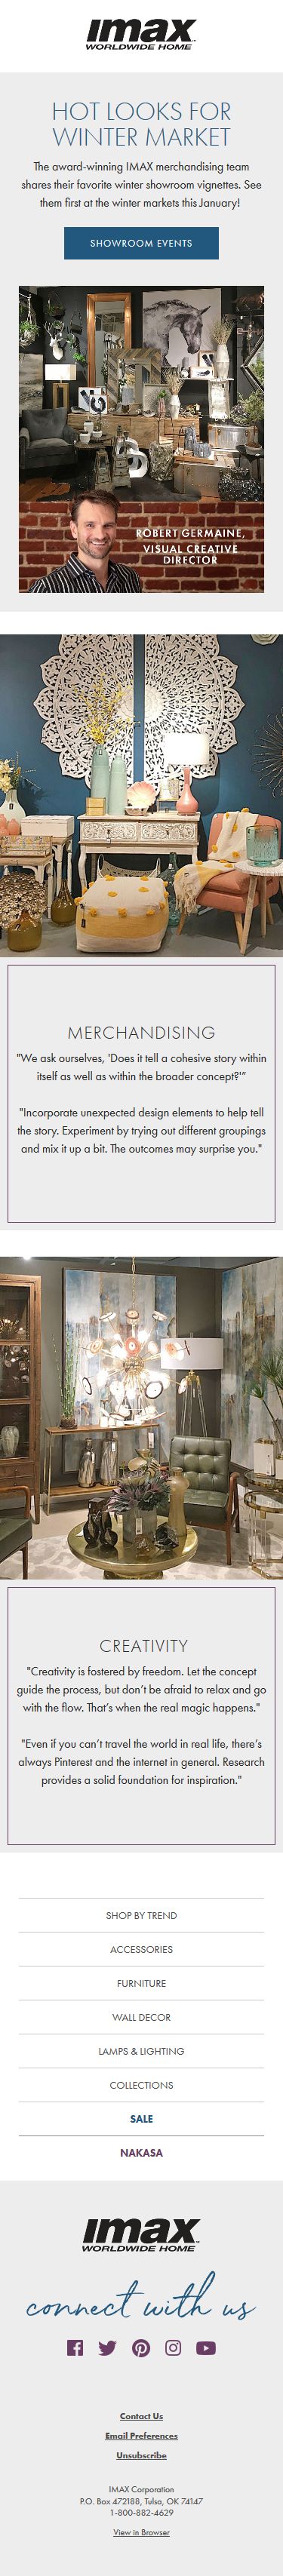 imax
WORLDWIDE HOME
HOT LOOKS FOR
WINTER MARKET
The award-winning IMAX merchandising team
shares their favorite winter showroom vignettes. See
them first at the winter markets this January!
SHOWROOM EVENTS
ROBERT GERMAINE,
VISUAL CREATIVE
DIRECTOR
MERCHANDISING
"We ask ourselves, 'Does it tell a cohesive story within
itself as well as within the broader concept?'"
"Incorporate unexpected design elements to help tell
the story. Experiment by trying out different groupings
and mix it up a bit. The outcomes may surprise you."
CREATIVITY
"Creativity is fostered by freedom. Let the concept
guide the process, but don't be afraid to relax and go
with the flow. That's when the real magic happens."
"Even if you can't travel the world in real life, there's
always Pinterest and the internet in general. Research
provides a solid foundation for inspiration."
SHOP BY TREND
ACCESSORIES
FURNITURE
WALL DECOR
LAMPS & LIGHTING
COLLECTIONS
SALE
NAKASA
imax
WORLDWIDE HOME
connect with us
Contact Us
Email Preferences
Unsubscribe
IMAX Corporation
P.O. Box 472188, Tulsa, OK 74147
1-800-882-4629
View in Browser